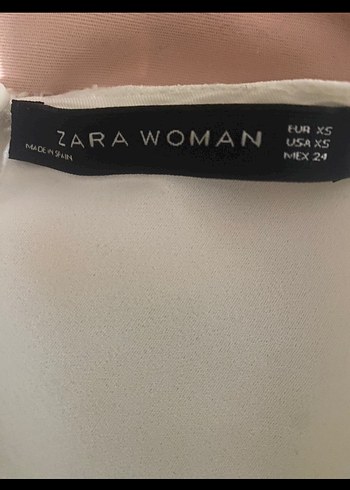 ZARA WOMAN
MADE IN SPAIN
EUR XS
USA XS
MEX 24